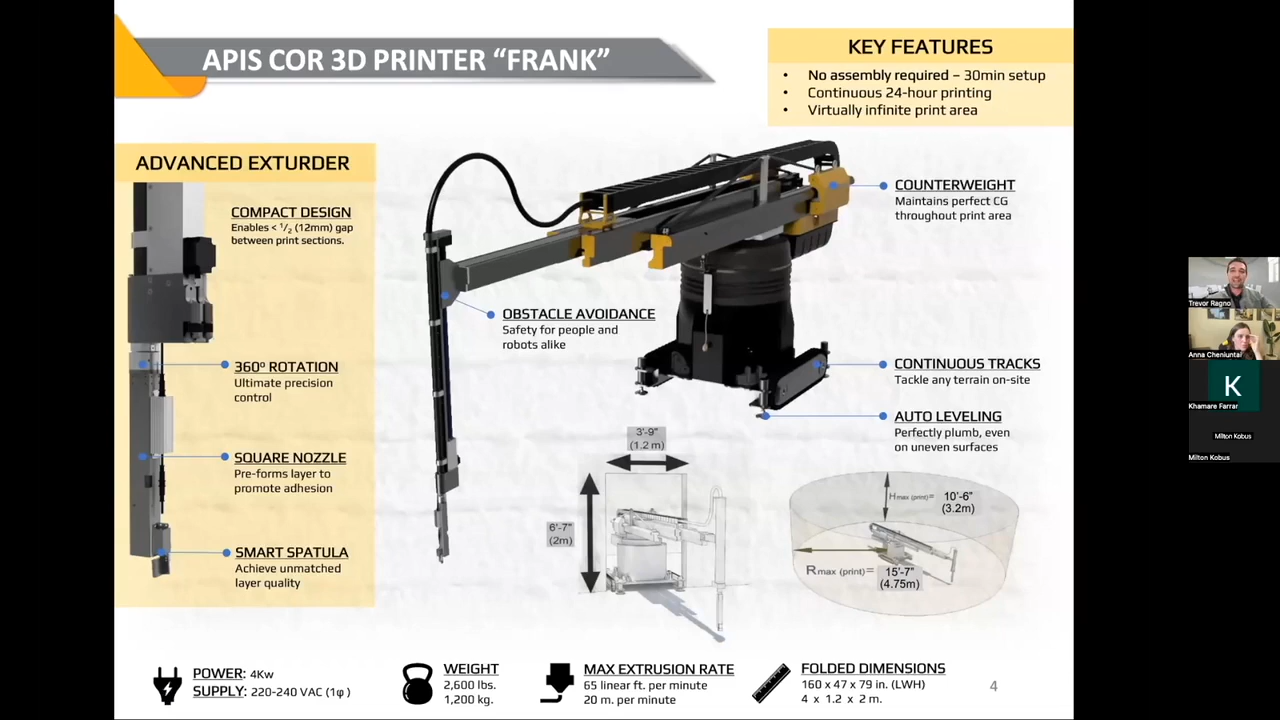 APIS COR 3D PRINTER “FRANK”
KEY FEATURES
• No assembly required – 30min setup
• Continuous 24-hour printing
• Virtually infinite print area
ADVANCED EXTURDER
COMPACT DESIGN
Enables < ¹/₂ (12mm) gap
between print sections.
360º ROTATION
Ultimate precision
control
SQUARE NOZZLE
Pre-forms layer to
promote adhesion
SMART SPATULA
Achieve unmatched
layer quality
OBSTACLE AVOIDANCE
Safety for people and
robots alike
COUNTERWEIGHT
Maintains perfect CG
throughout print area
CONTINUOUS TRACKS
Tackle any terrain on-site
AUTO LEVELING
Perfectly plumb, even
on uneven surfaces
3'-9"
(1.2 m)
6'-7"
(2m)
Hmax (print)= 10'-6"
(3.2m)
Rmax (print)= 15'-7"
(4.75m)
POWER: 4Kw
SUPPLY: 220-240 VAC (1φ )
WEIGHT
2,600 lbs.
1,200 kg.
MAX EXTRUSION RATE
65 linear ft. per minute
20 m. per minute
FOLDED DIMENSIONS
160 x 47 x 79 in. (LWH)
4 x 1.2 x 2 m.
4
Trevor Ragno
Anna Cheniuntai
K
Khamare Farrar
Milton Kobus
Milton Kobus